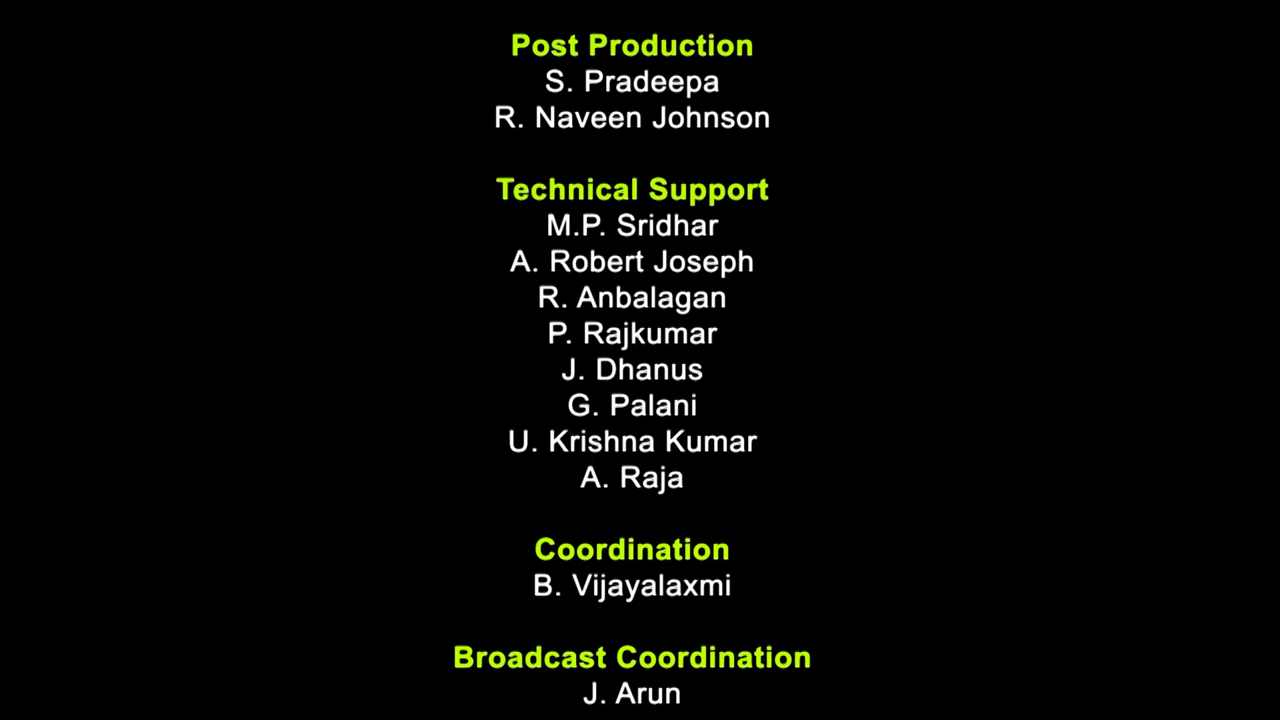 Post Production
S. Pradeepa
R. Naveen Johnson
Technical Support
M.P. Sridhar
A. Robert Joseph
R. Anbalagan
P. Rajkumar
J. Dhanus
G. Palani
U. Krishna Kumar
A. Raja
Coordination
B. Vijayalaxmi
Broadcast Coordination
J. Arun